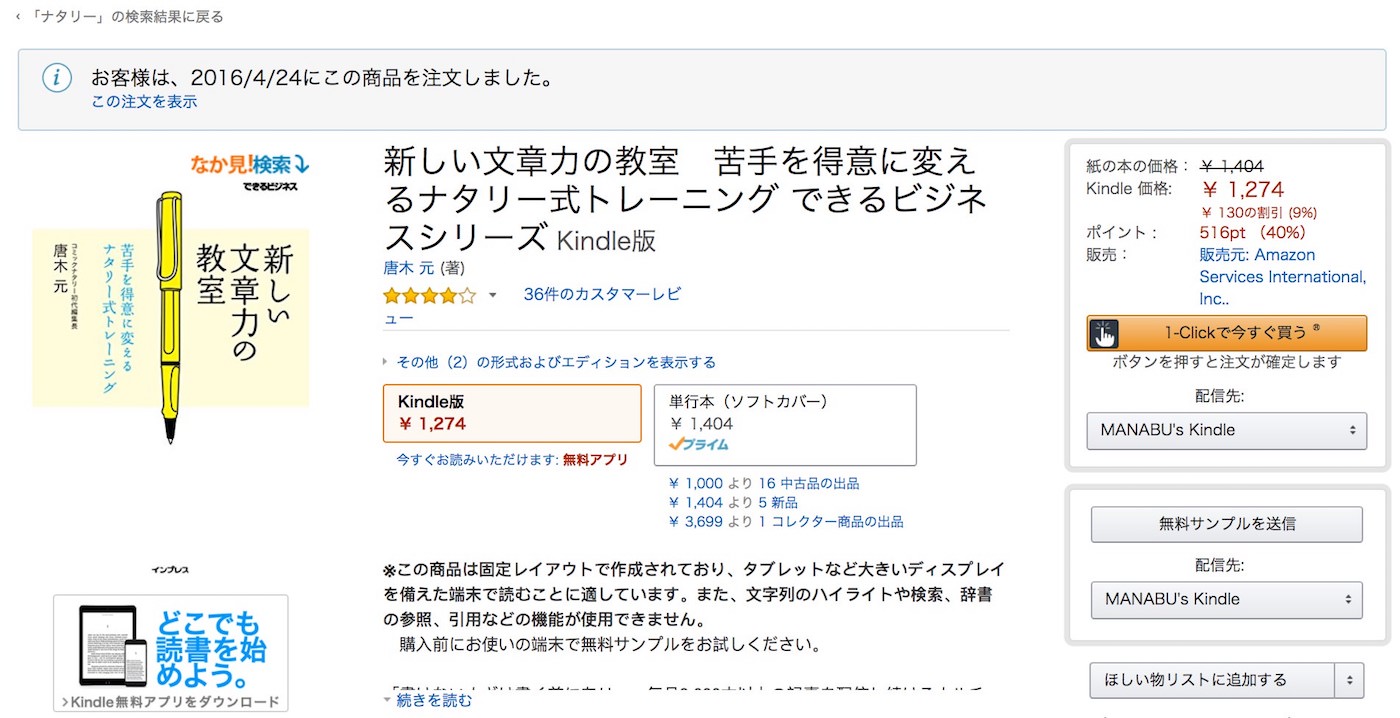 ‹ 「ナタリー」の検索結果に戻る
お客様は、2016/4/24にこの商品を注文しました。
この注文を表示
なか見!検索
できるビジネス
新しい
文章力の
教室
苦手を得意に変える
ナタリー式トレーニング
コミックナタリー初代編集長
唐木 元
インプレス
どこでも
読書を始
めよう。
›Kindle無料アプリをダウンロード
新しい文章力の教室 苦手を得意に変え
るナタリー式トレーニング できるビジネ
スシリーズ Kindle版
唐木 元 (著)
36件のカスタマーレビ
ュー
その他（2）の形式およびエディションを表示する
Kindle版
￥ 1,274
今すぐお読みいただけます: 無料アプリ
単行本（ソフトカバー）
￥ 1,404
プライム
￥ 1,000 より 16 中古品の出品
￥ 1,404 より 5 新品
￥ 3,699 より 1 コレクター商品の出品
※この商品は固定レイアウトで作成されており、タブレットなど大きいディスプレイ
を備えた端末で読むことに適しています。また、文字列のハイライトや検索、辞書
の参照、引用などの機能が使用できません。
購入前にお使いの端末で無料サンプルをお試しください。
続きを読む
紙の本の価格： ￥ 1,404
Kindle 価格: ￥ 1,274
￥ 130の割引 (9%)
ポイント： 516pt （40%）
販売： 販売元: Amazon
Services International,
Inc..
1-Clickで今すぐ買う ®
ボタンを押すと注文が確定します
配信先:
MANABU's Kindle
無料サンプルを送信
配信先:
MANABU's Kindle
ほしい物リストに追加する